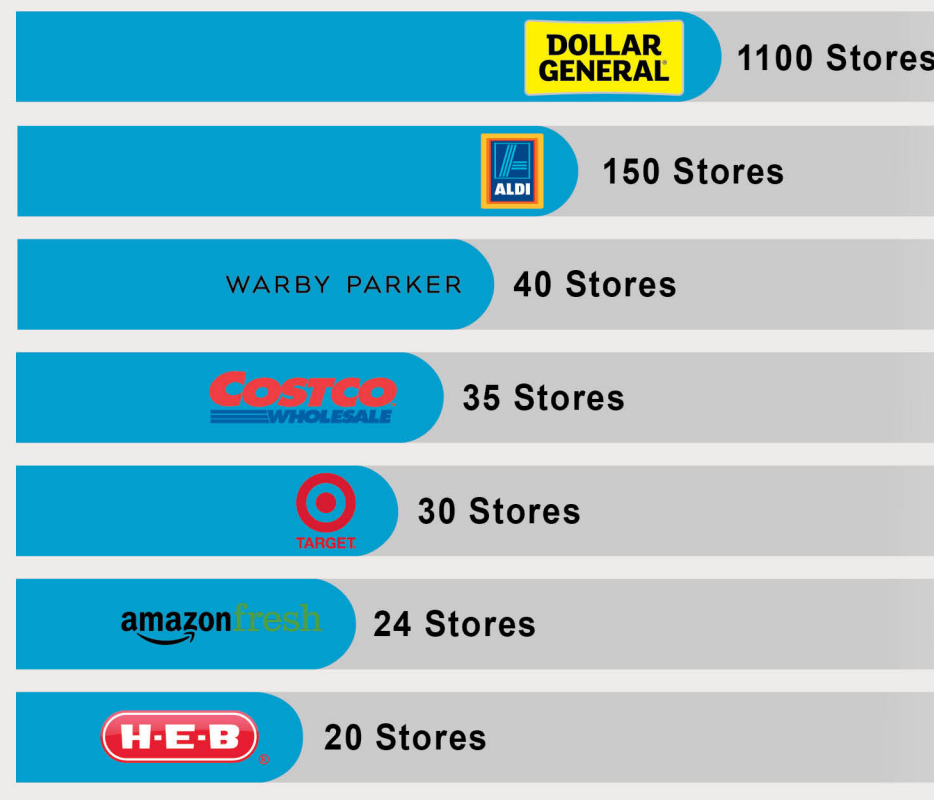 DOLLAR
GENERAL
1100 Stores
ALDI
150 Stores
WARBY PARKER
40 Stores
COSTCO
WHOLESALE
35 Stores
TARGET
30 Stores
amazonfresh
24 Stores
H·E·B
20 Stores